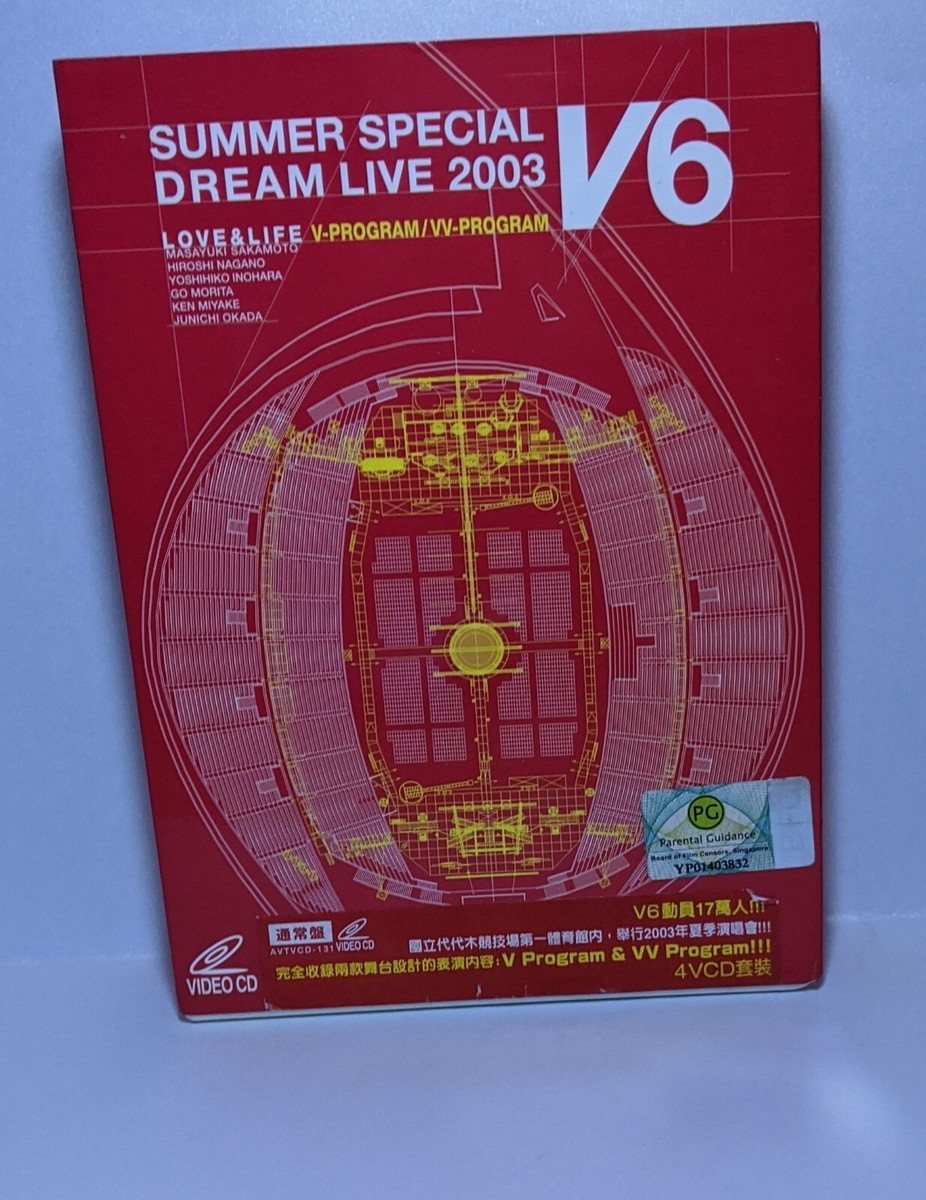 SUMMER SPECIAL
DREAM LIVE 2003
V6
LOVE&LIFE V-PROGRAM/VV-PROGRAM
MASAYUKI SAKAMOTO
HIROSHI NAGANO
YOSHIHIKO INOHARA
GO MORITA
KEN MIYAKE
JUNICHI OKADA
PG
Parental Guidance
Board of Film Censors, Singapore
YP01403832
V6動員17萬人!!!
通常盤
AVTVCD-131 VIDEO CD
國立代代木競技場第一體育館内，舉行2003年夏季演唱會!!!
完全收錄兩款舞台設計的表演内容：V Program & VV Program!!!
4VCD套裝
VIDEO CD